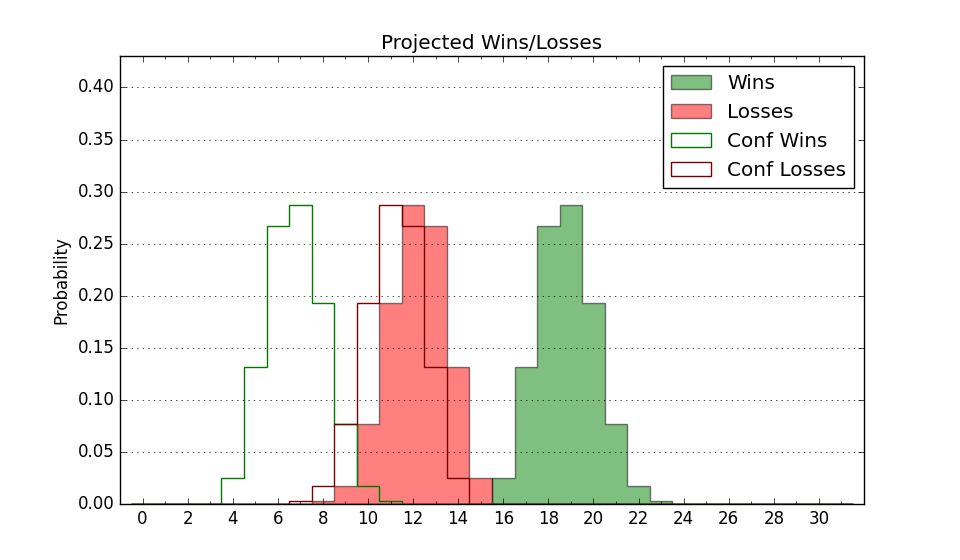 Projected Wins/Losses
0.40
0.35
0.30
0.25
0.20
0.15
0.10
0.05
0.00
Probability
Wins
Losses
Conf Wins
Conf Losses
0 2 4 6 8 10 12 14 16 18 20 22 24 26 28 30